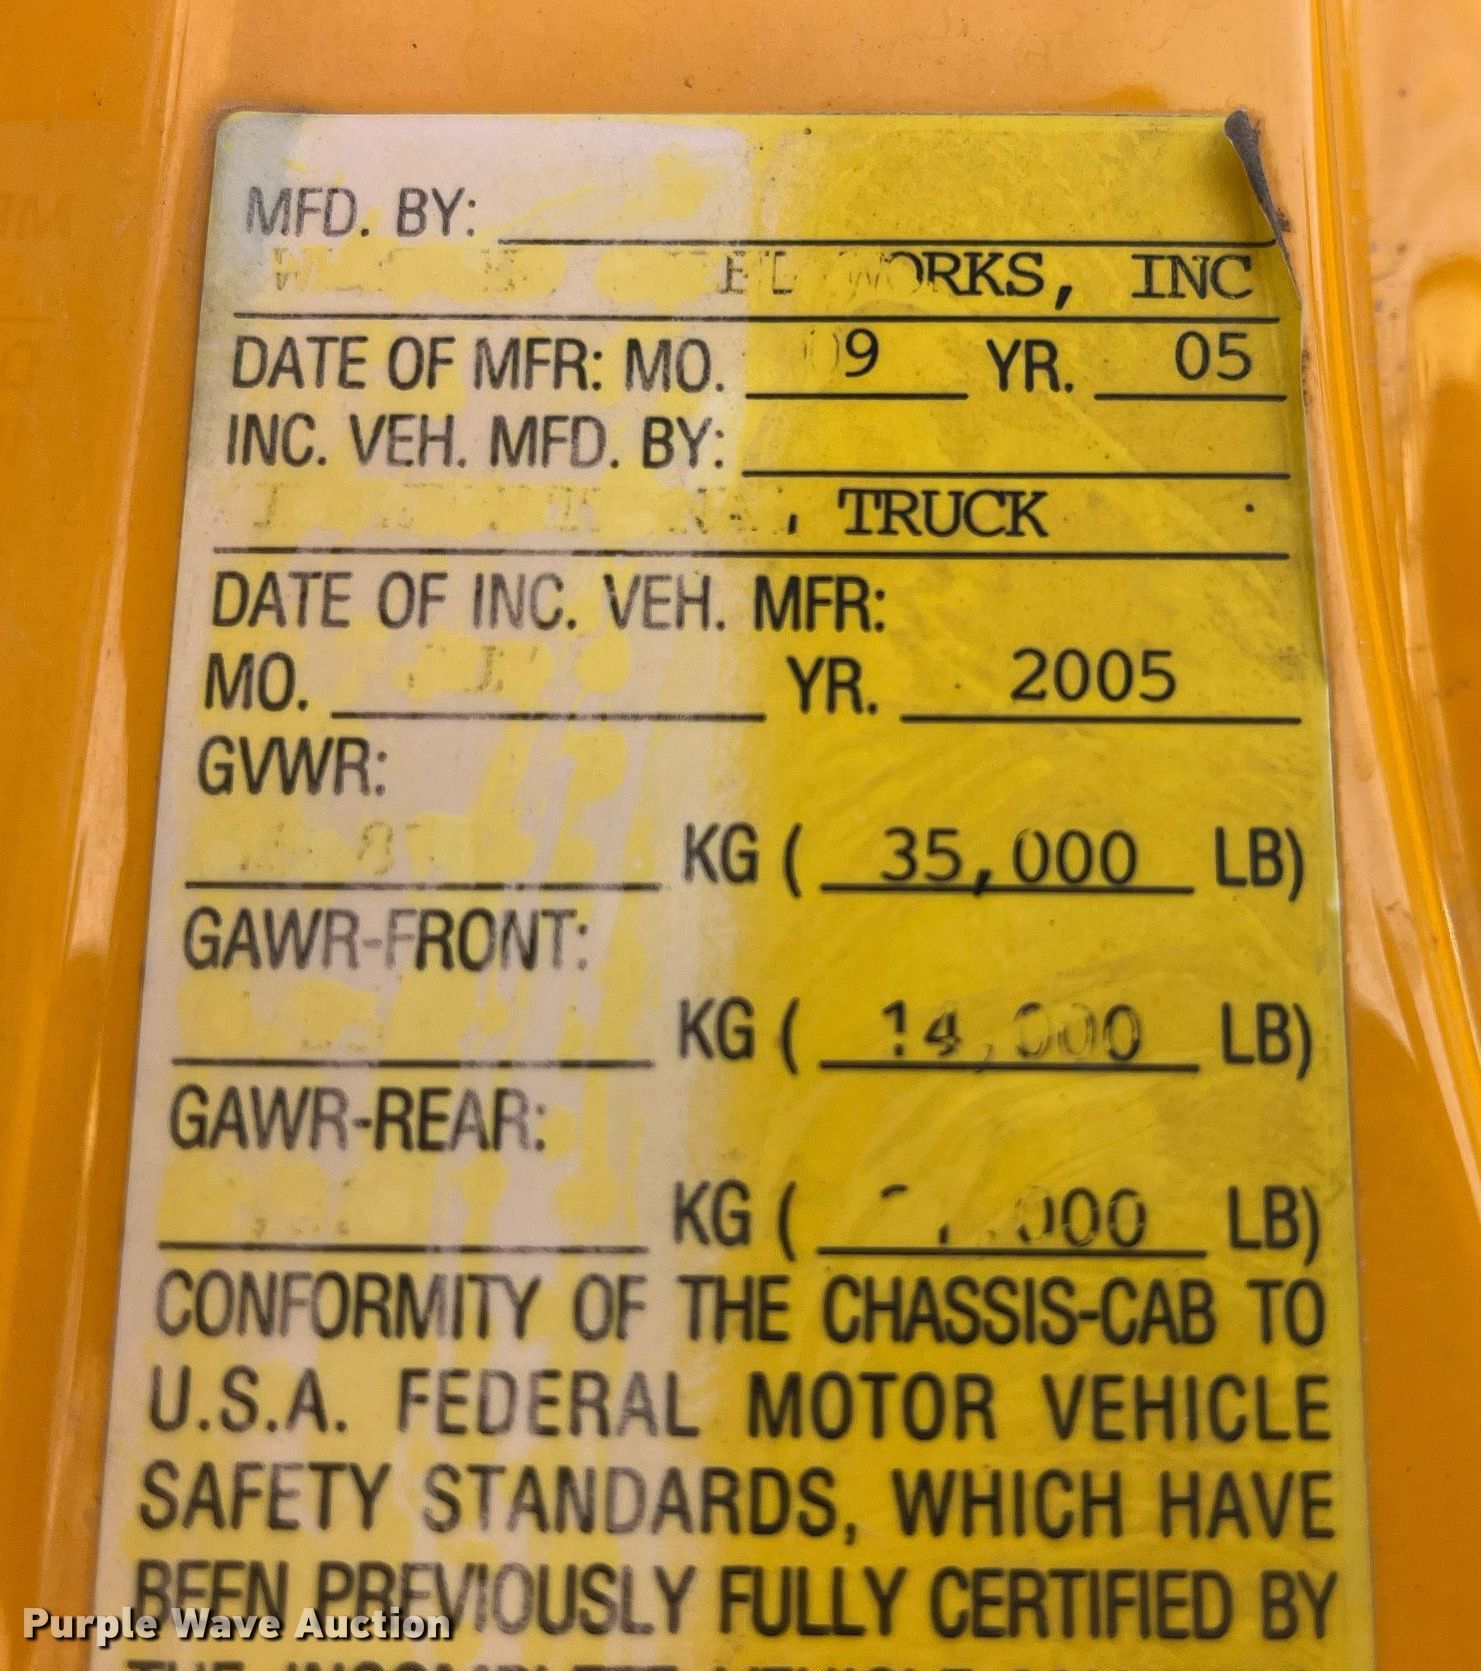 MFD. BY:
WORKS, INC
DATE OF MFR: MO. 09 YR. 05
INC. VEH. MFD. BY:
TRUCK
DATE OF INC. VEH. MFR:
MO. YR. 2005
GVWR:
KG ( 35,000 LB)
GAWR-FRONT:
KG ( 14,000 LB)
GAWR-REAR:
KG ( LB)
CONFORMITY OF THE CHASSIS-CAB TO
U.S.A. FEDERAL MOTOR VEHICLE
SAFETY STANDARDS, WHICH HAVE
BEEN PREVIOUSLY FULLY CERTIFIED BY
Purple Wave Auction